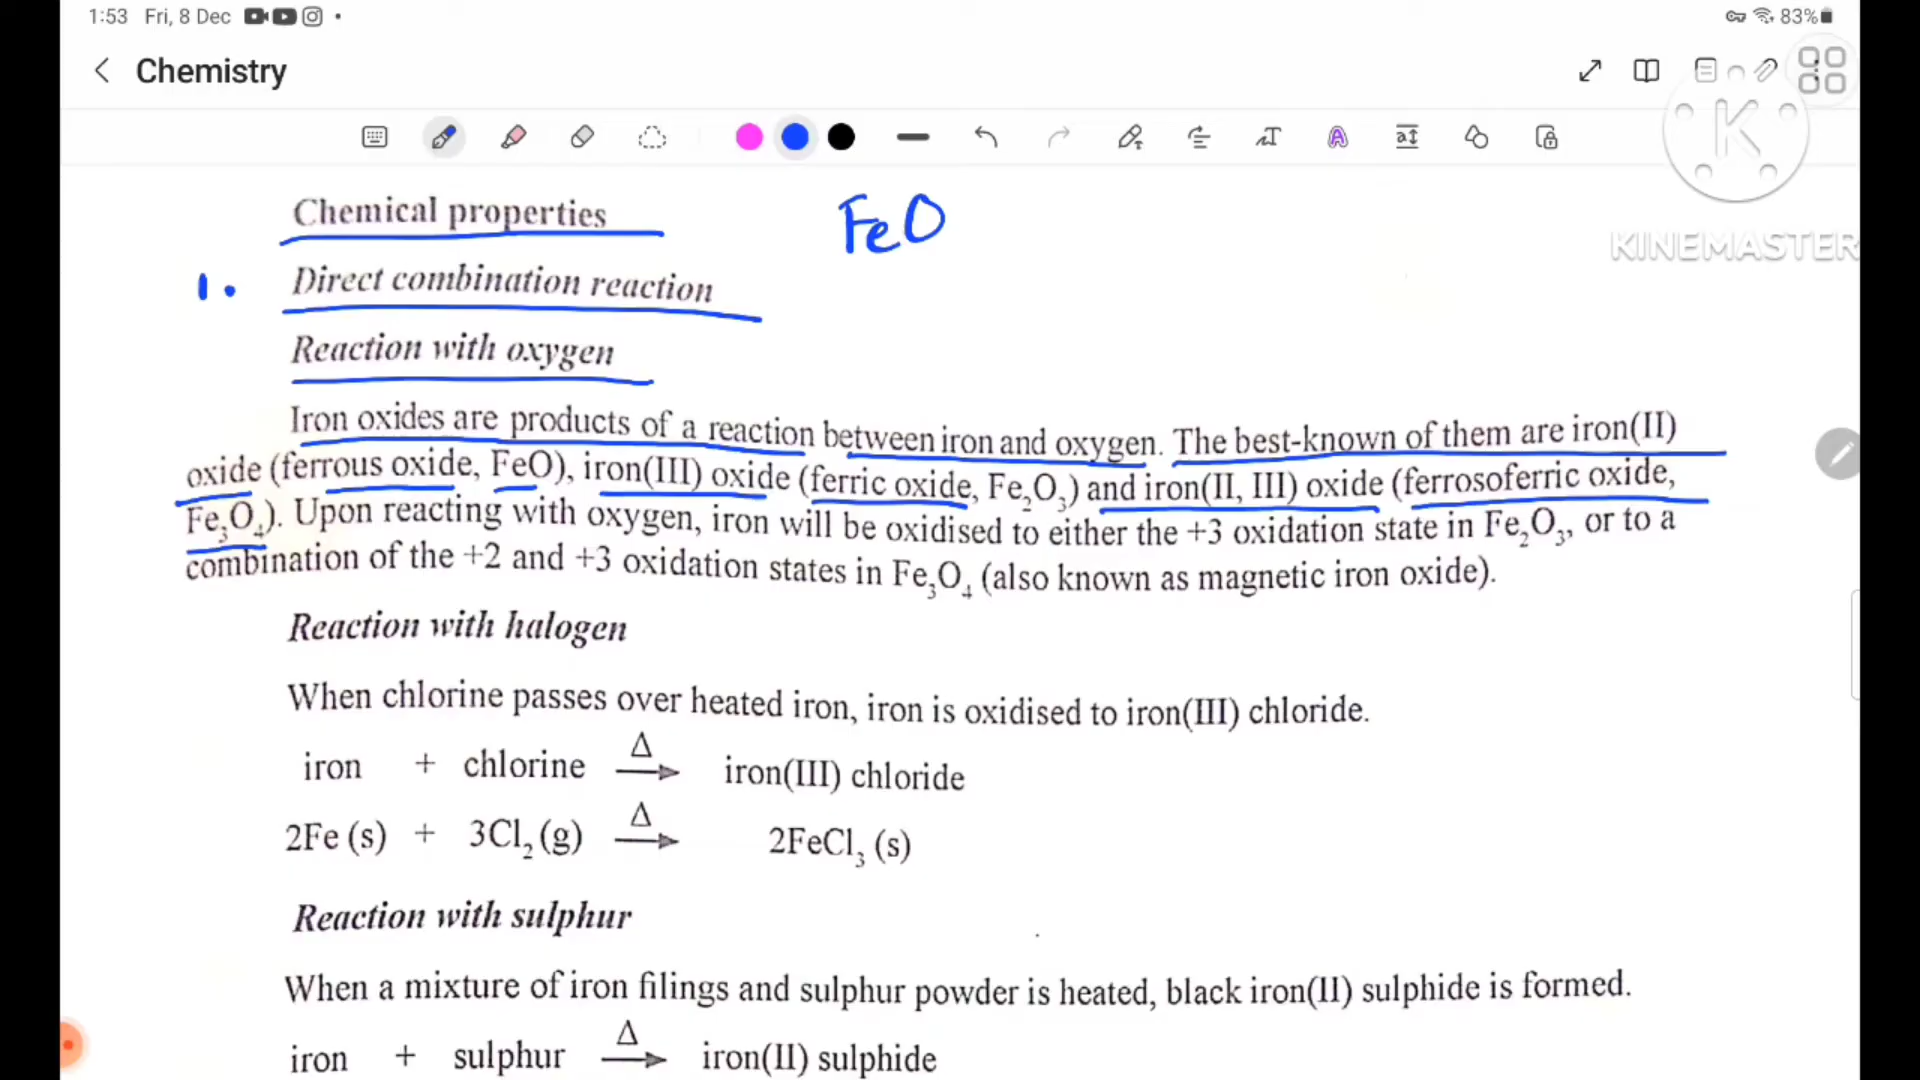 1:53 Fri, 8 Dec
83%
Chemistry
K
KINEMASTER
Chemical properties
FeO
1. Direct combination reaction
Reaction with oxygen
Iron oxides are products of a reaction between iron and oxygen. The best-known of them are iron(II)
oxide (ferrous oxide, FeO), iron(III) oxide (ferric oxide, Fe₂O₃) and iron(II, III) oxide (ferrosoferric oxide,
Fe₃O₄). Upon reacting with oxygen, iron will be oxidised to either the +3 oxidation state in Fe₂O₃, or to a
combination of the +2 and +3 oxidation states in Fe₃O₄ (also known as magnetic iron oxide).
Reaction with halogen
When chlorine passes over heated iron, iron is oxidised to iron(III) chloride.
Δ
iron + chlorine → iron(III) chloride
Δ
2Fe (s) + 3Cl₂ (g) → 2FeCl₃ (s)
Reaction with sulphur
When a mixture of iron filings and sulphur powder is heated, black iron(II) sulphide is formed.
Δ
iron + sulphur → iron(II) sulphide